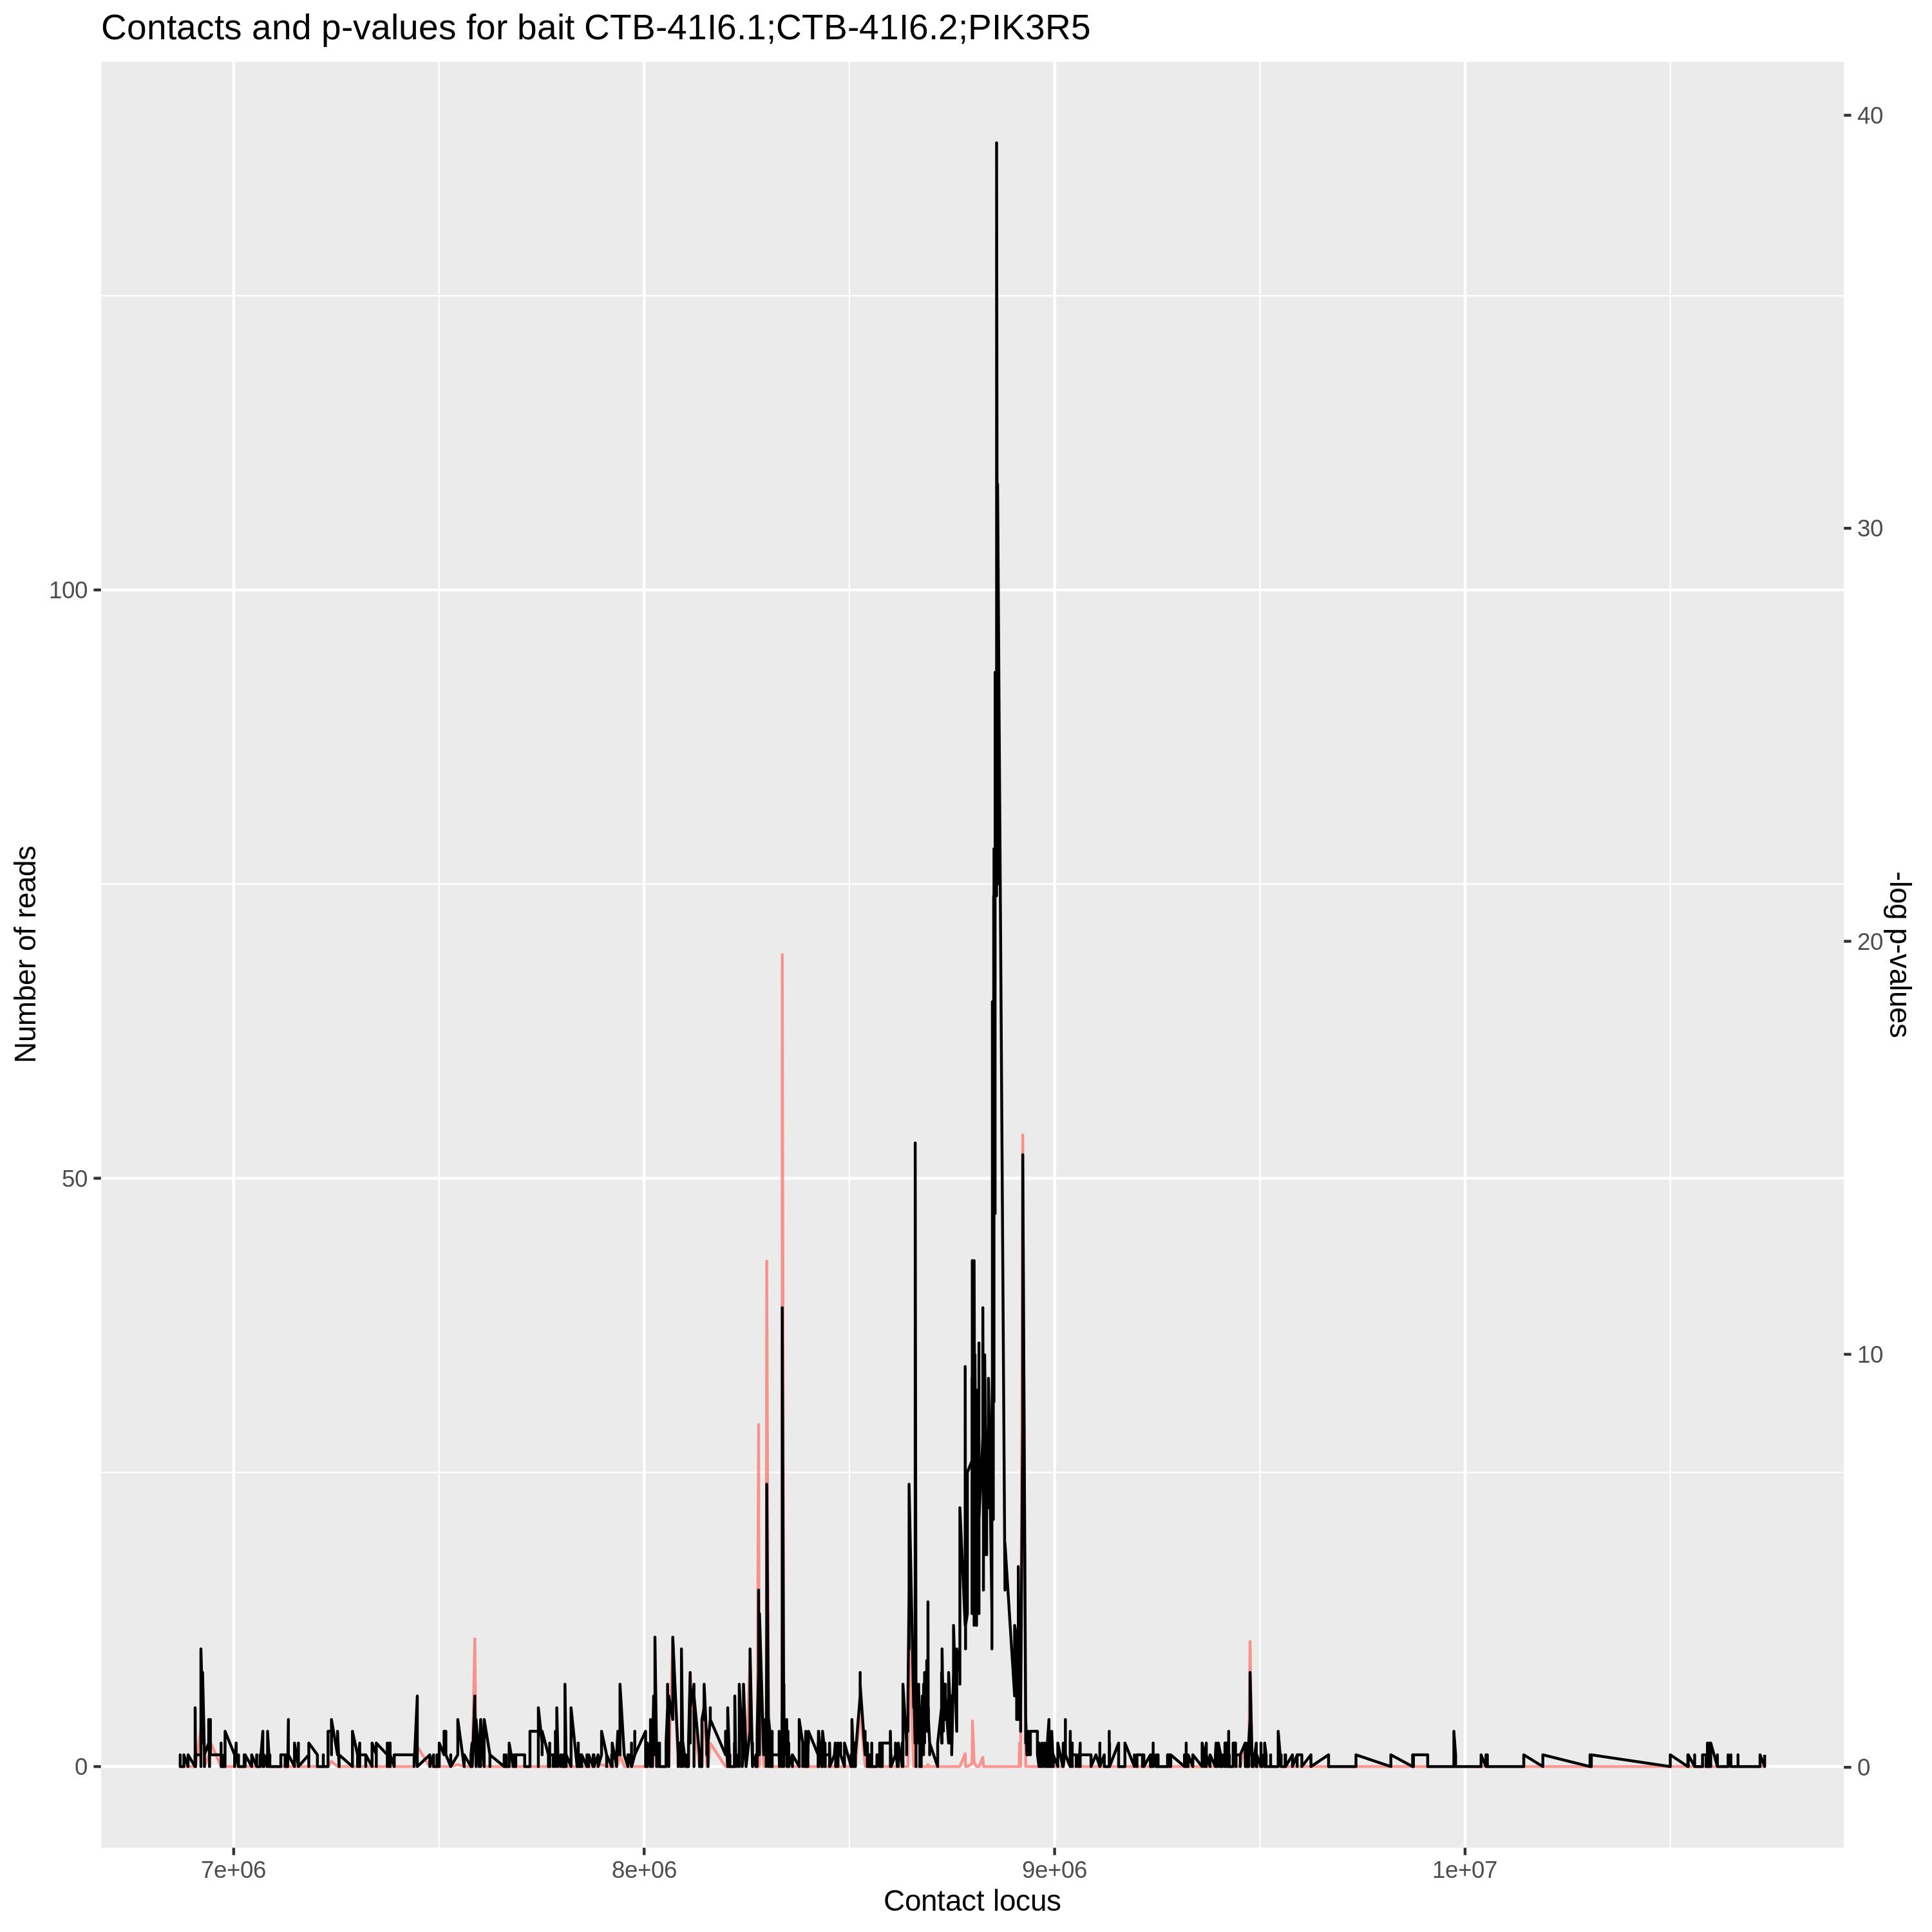 Contacts and p-values for bait CTB-41I6.1;CTB-41I6.2;PIK3R5
40
30
100
Number of reads
-log p-values
20
50
10
0
0
7e+06
8e+06
9e+06
1e+07
Contact locus